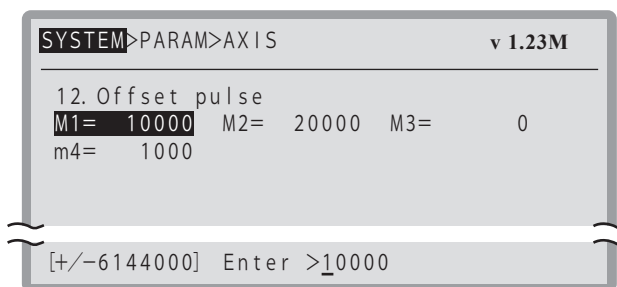 SYSTEM>PARAM>AXIS v 1.23M
12. Offset pulse
M1= 10000 M2= 20000 M3= 0
m4= 1000
[+/−6144000] Enter >10000